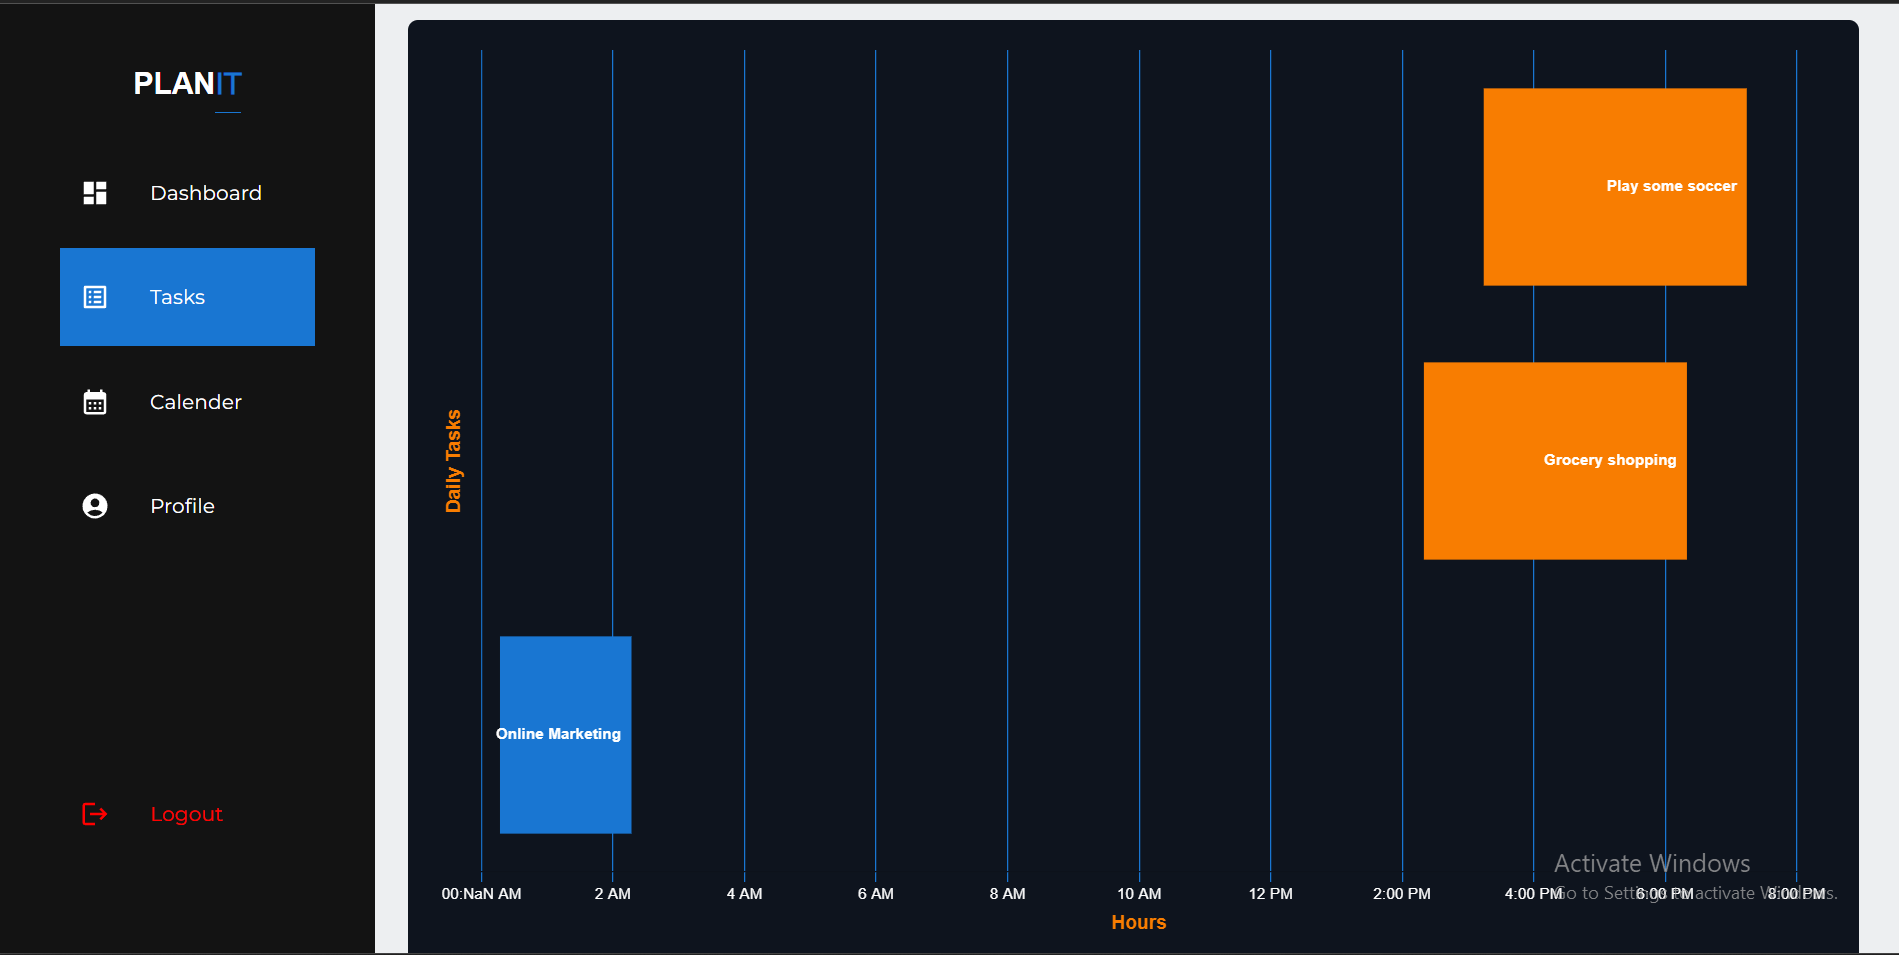 PLANIT
Dashboard
Tasks
Calender
Profile
Logout
Daily Tasks
Play some soccer
Grocery shopping
Online Marketing
00:NaN AM 2 AM 4 AM 6 AM 8 AM 10 AM 12 PM 2:00 PM 4:00 PM 6:00 PM 8:00 PM
Hours
Activate Windows
Go to Settings to activate Windows.